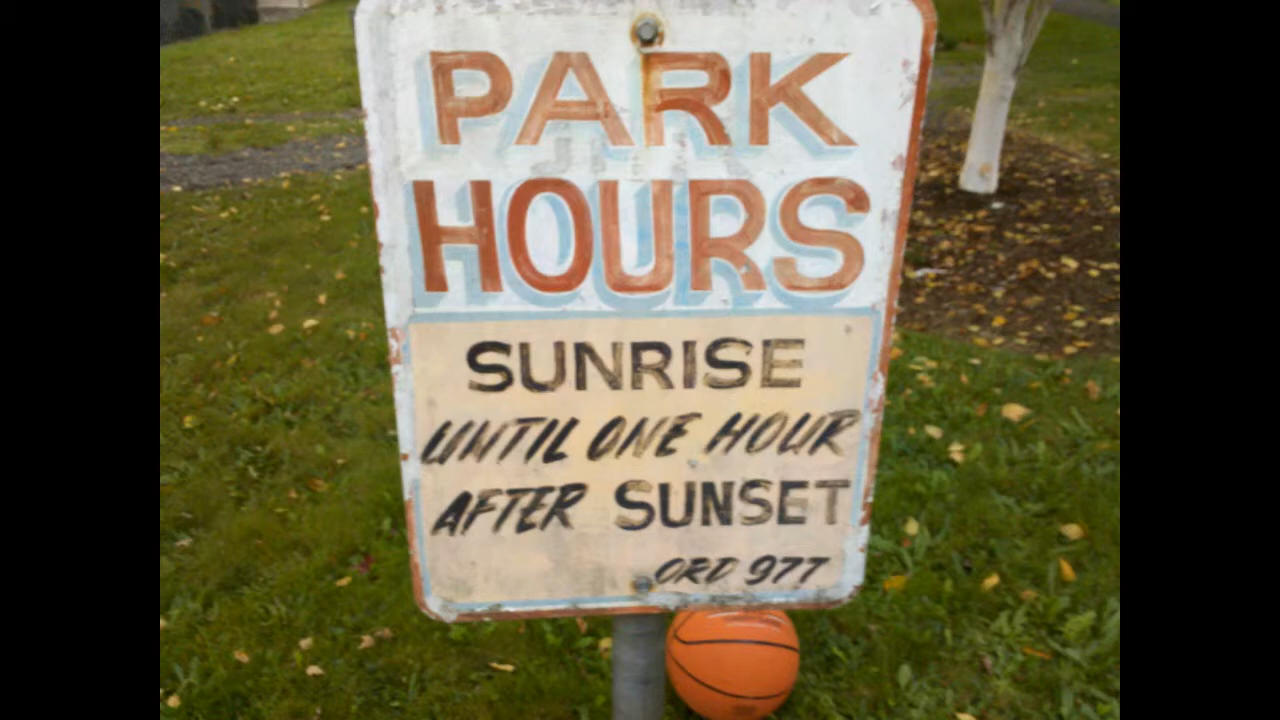 PARK
HOURS
SUNRISE
UNTIL ONE HOUR
AFTER SUNSET
ORD 977